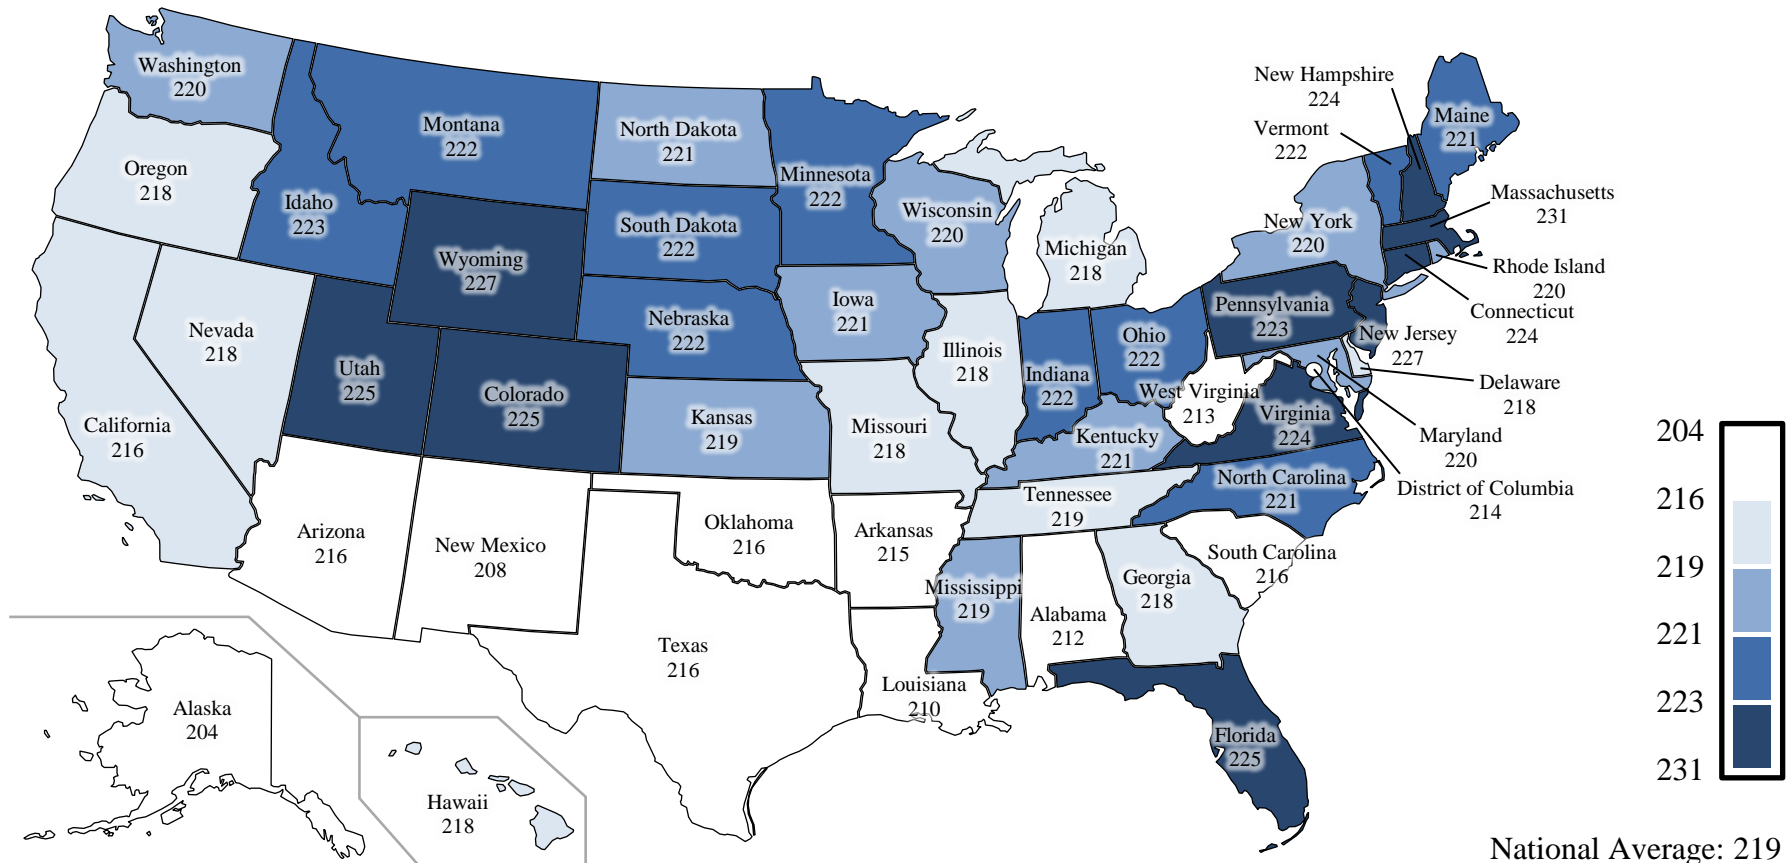 Washington
220
Oregon
218
California
216
Nevada
218
Idaho
223
Montana
222
Wyoming
227
Utah
225
Colorado
225
Arizona
216
New Mexico
208
North Dakota
221
South Dakota
222
Nebraska
222
Kansas
219
Oklahoma
216
Texas
216
Minnesota
222
Iowa
221
Missouri
218
Arkansas
215
Louisiana
210
Wisconsin
220
Illinois
218
Michigan
218
Indiana
222
Ohio
222
Kentucky
221
Tennessee
219
Mississippi
219
Alabama
212
Georgia
218
Florida
225
South Carolina
216
North Carolina
221
Virginia
224
West Virginia
213
Pennsylvania
223
New York
220
New Hampshire
224
Vermont
222
Maine
221
Massachusetts
231
Rhode Island
220
Connecticut
224
New Jersey
227
Delaware
218
Maryland
220
District of Columbia
214
Alaska
204
Hawaii
218
204
216
219
221
223
231
National Average: 219